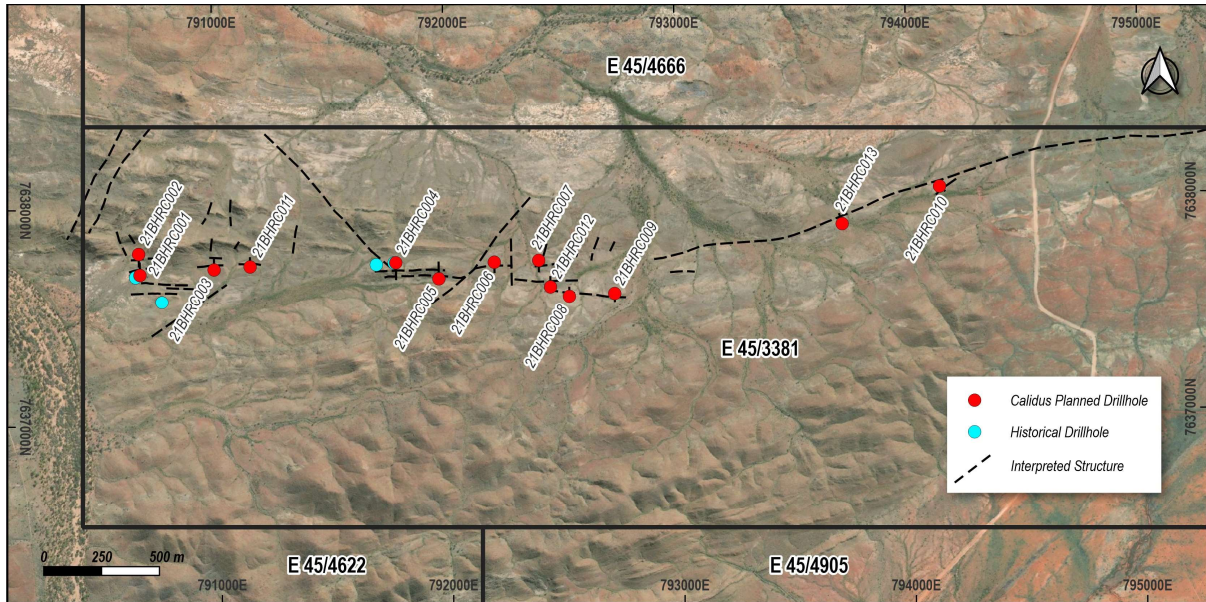 791000E
792000E
793000E
794000E
795000E
E 45/4666
7638000N
7638000N
21BHRC002
21BHRC001
21BHRC003
21BHRC011
21BHRC004
21BHRC005
21BHRC006
21BHRC007
21BHRC012
21BHRC008
21BHRC009
21BHRC013
21BHRC010
E 45/3381
7637000N
7637000N
Calidus Planned Drillhole
Historical Drillhole
Interpreted Structure
0 250 500 m
E 45/4622
E 45/4905
791000E
792000E
793000E
794000E
795000E